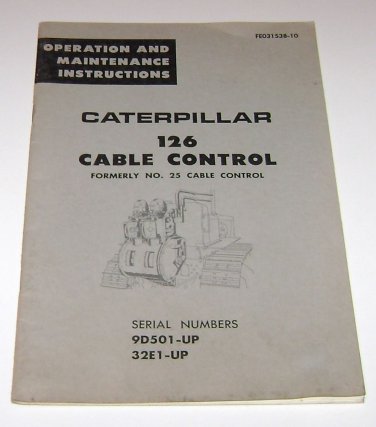 FE031538-10
OPERATION AND
MAINTENANCE
INSTRUCTIONS
CATERPILLAR
126
CABLE CONTROL
FORMERLY NO. 25 CABLE CONTROL
SERIAL NUMBERS
9D501-UP
32E1-UP